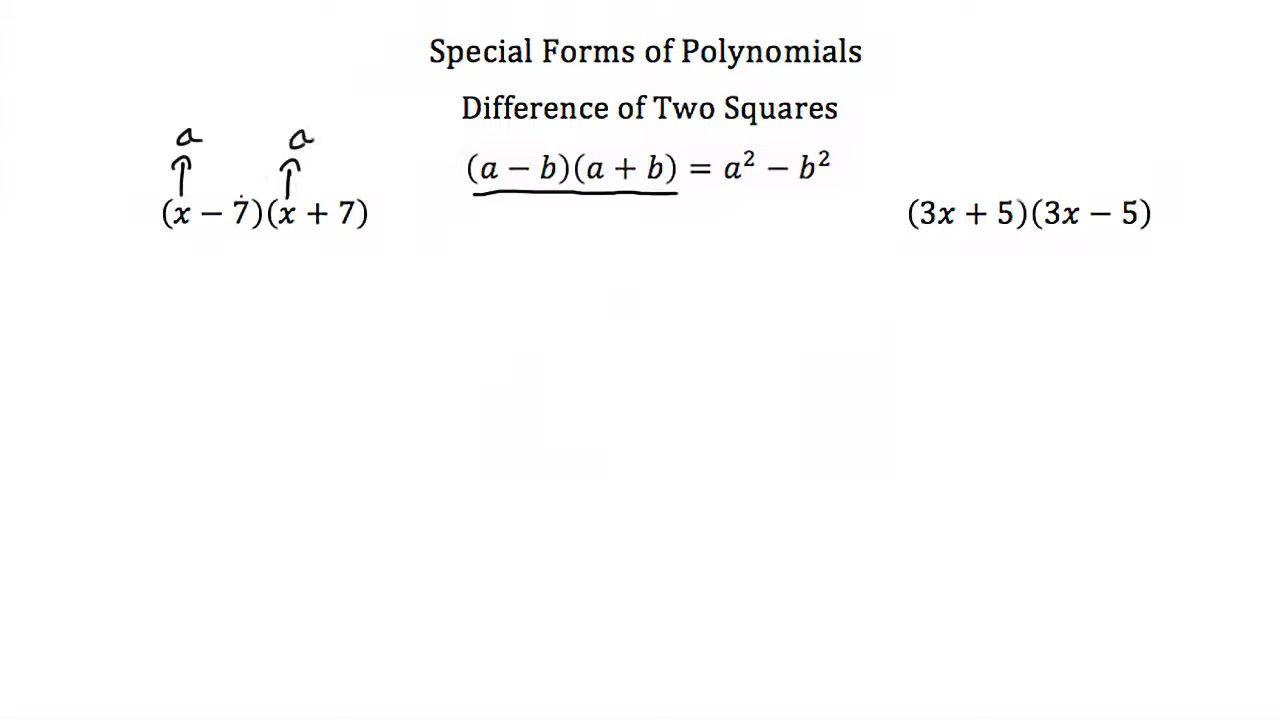 Special Forms of Polynomials
Difference of Two Squares
a a
(a − b)(a + b) = a² − b²
(x − 7)(x + 7) (3x + 5)(3x − 5)